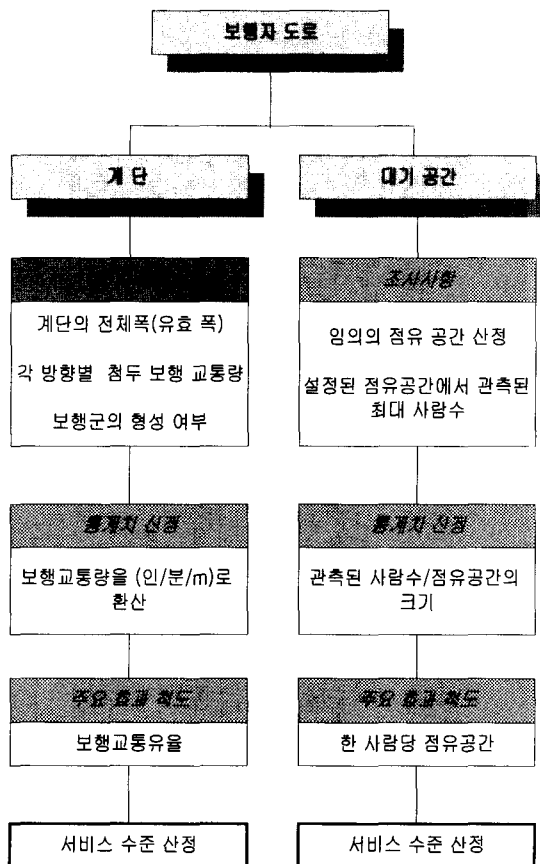 보행자 도로
계 단
대기 공간
계단의 전체폭(유효 폭)
각 방향별 첨두 보행 교통량
보행군의 형성 여부
조사사항
임의의 점유 공간 산정
설정된 점유공간에서 관측된
최대 사람수
통계치 산정
보행교통량을 (인/분/m)로
환산
통계치 산정
관측된 사람수/점유공간의
크기
주요 효과 척도
보행교통유율
주요 효과 척도
한 사람당 점유공간
서비스 수준 산정
서비스 수준 산정